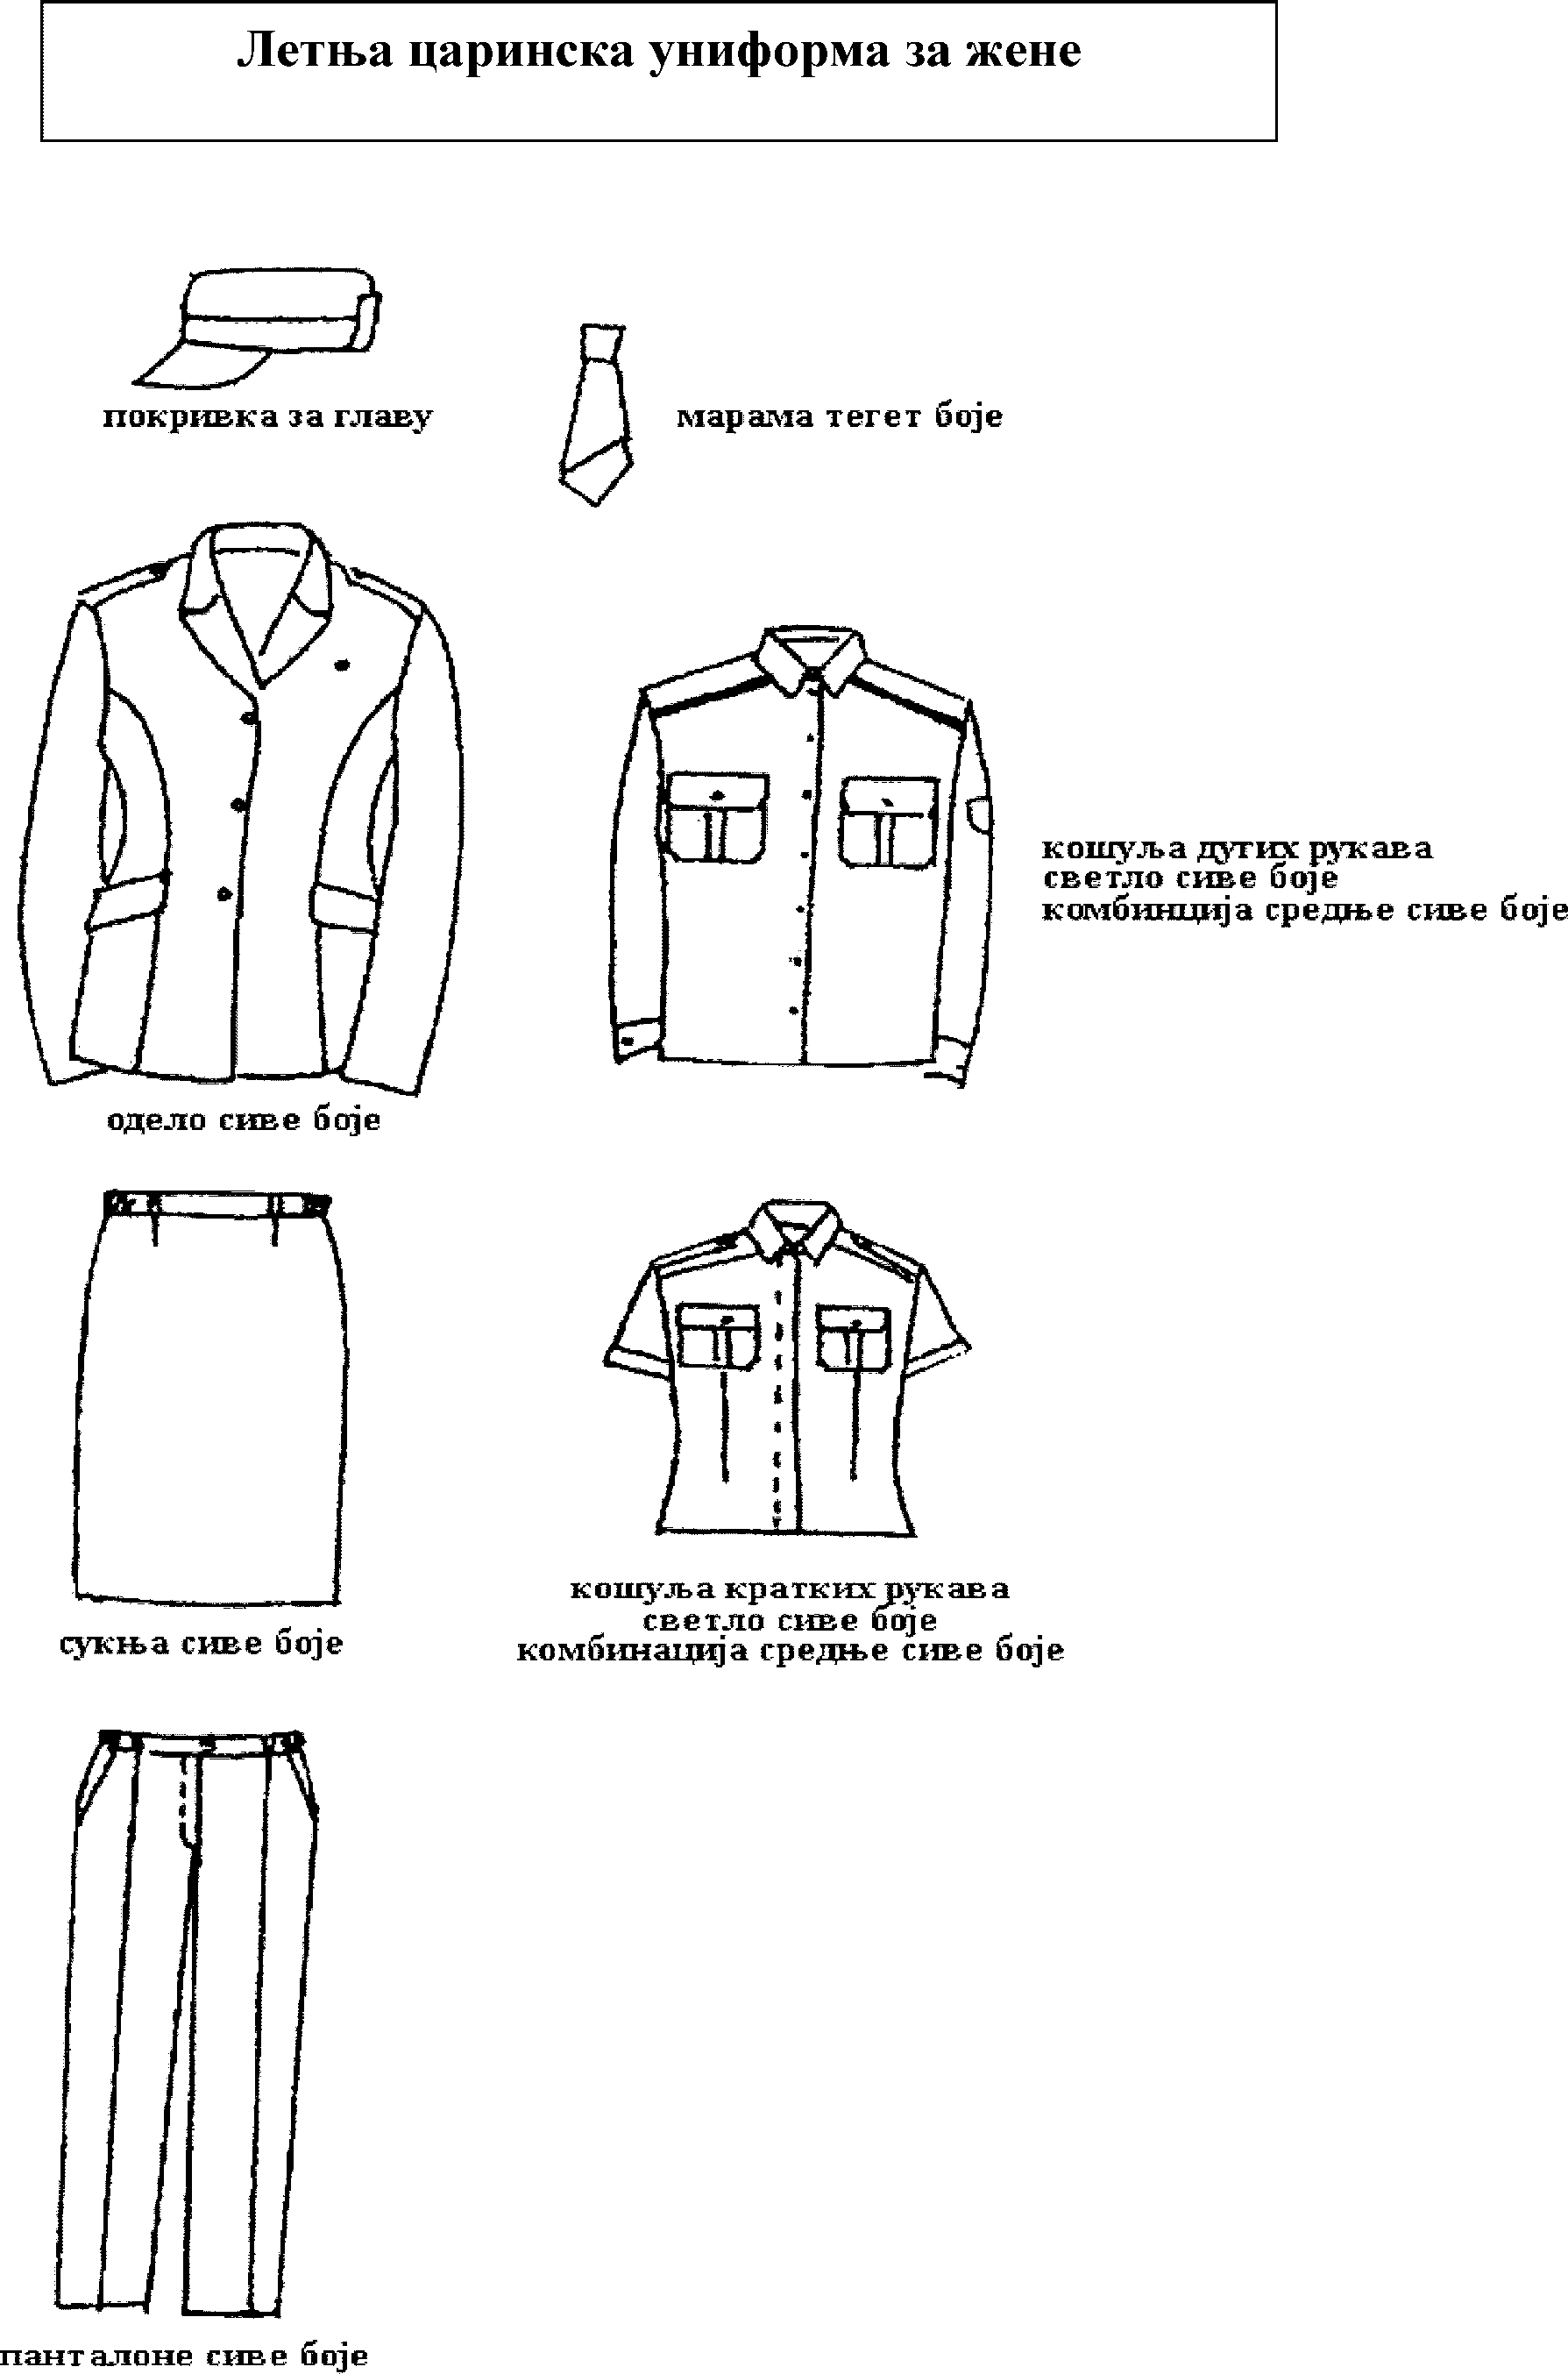 Летња царинска униформа за жене
покривка за главу
марама тегет боје
кошуља дугих рукава
светло сиве боје
комбинција средње сиве боје
одело сиве боје
сукња сиве боје
кошуља кратких рукава
светло сиве боје
комбинација средње сиве боје
панталоне сиве боје